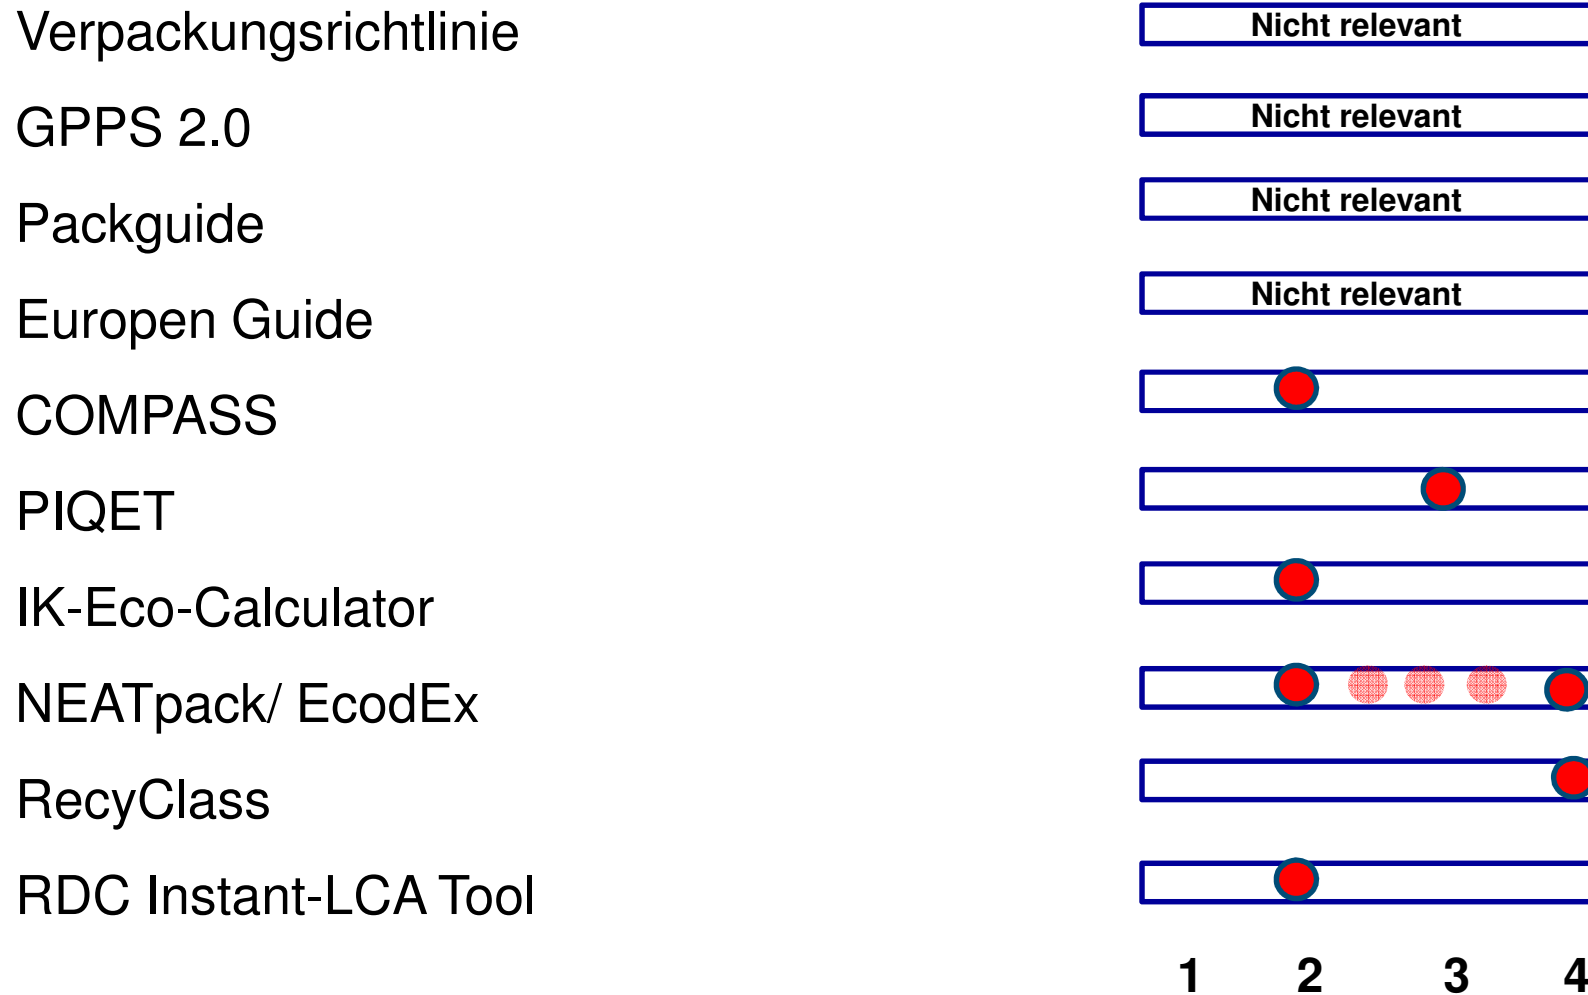 Verpackungsrichtlinie Nicht relevant
GPPS 2.0 Nicht relevant
Packguide Nicht relevant
Europen Guide Nicht relevant
COMPASS
PIQET
IK-Eco-Calculator
NEATpack/ EcodEx
RecyClass
RDC Instant-LCA Tool
1 2 3 4